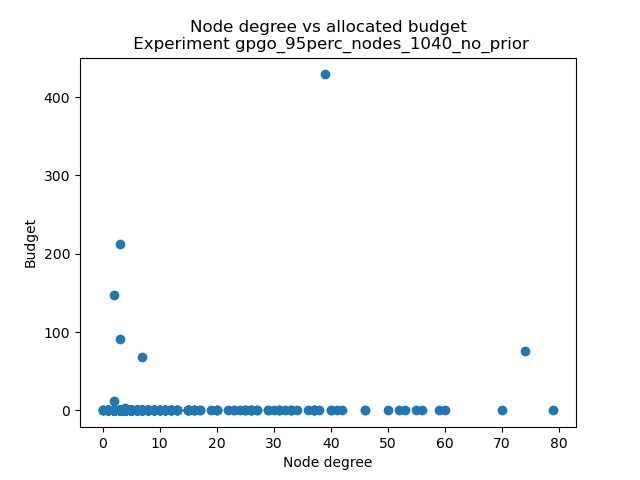 Node degree vs allocated budget
Experiment gpgo_95perc_nodes_1040_no_prior
400
300
200
100
0
Budget
0 10 20 30 40 50 60 70 80
Node degree